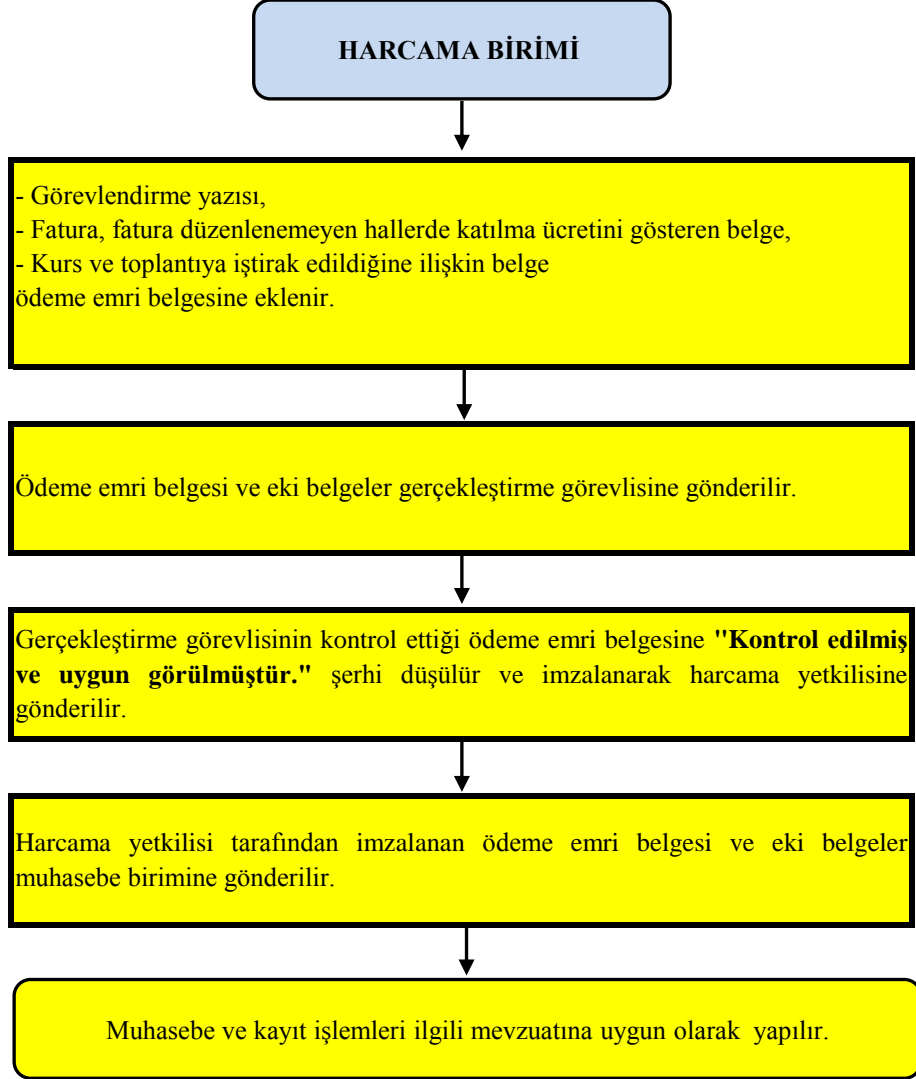 HARCAMA BİRİMİ
- Görevlendirme yazısı,
- Fatura, fatura düzenlenemeyen hallerde katılma ücretini gösteren belge,
- Kurs ve toplantıya iştirak edildiğine ilişkin belge
ödeme emri belgesine eklenir.
Ödeme emri belgesi ve eki belgeler gerçekleştirme görevlisine gönderilir.
Gerçekleştirme görevlisinin kontrol ettiği ödeme emri belgesine "Kontrol edilmiş
ve uygun görülmüştür." şerhi düşülür ve imzalanarak harcama yetkilisine
gönderilir.
Harcama yetkilisi tarafından imzalanan ödeme emri belgesi ve eki belgeler
muhasebe birimine gönderilir.
Muhasebe ve kayıt işlemleri ilgili mevzuatına uygun olarak yapılır.